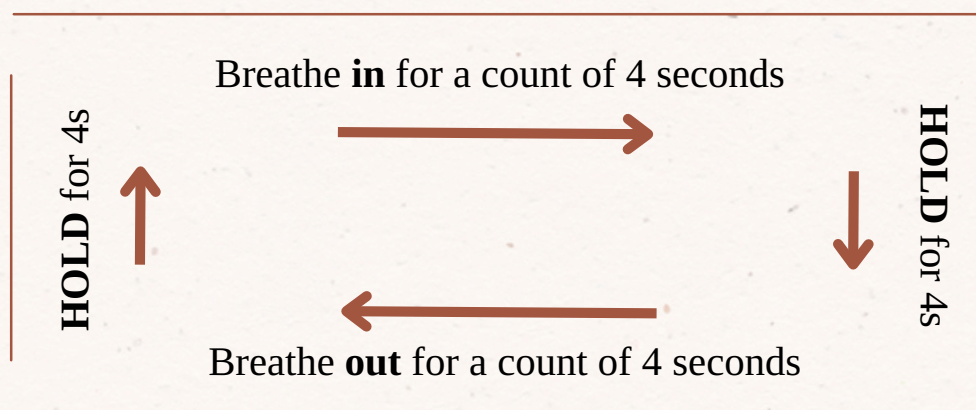 Breathe in for a count of 4 seconds
HOLD for 4s
Breathe out for a count of 4 seconds
HOLD for 4s